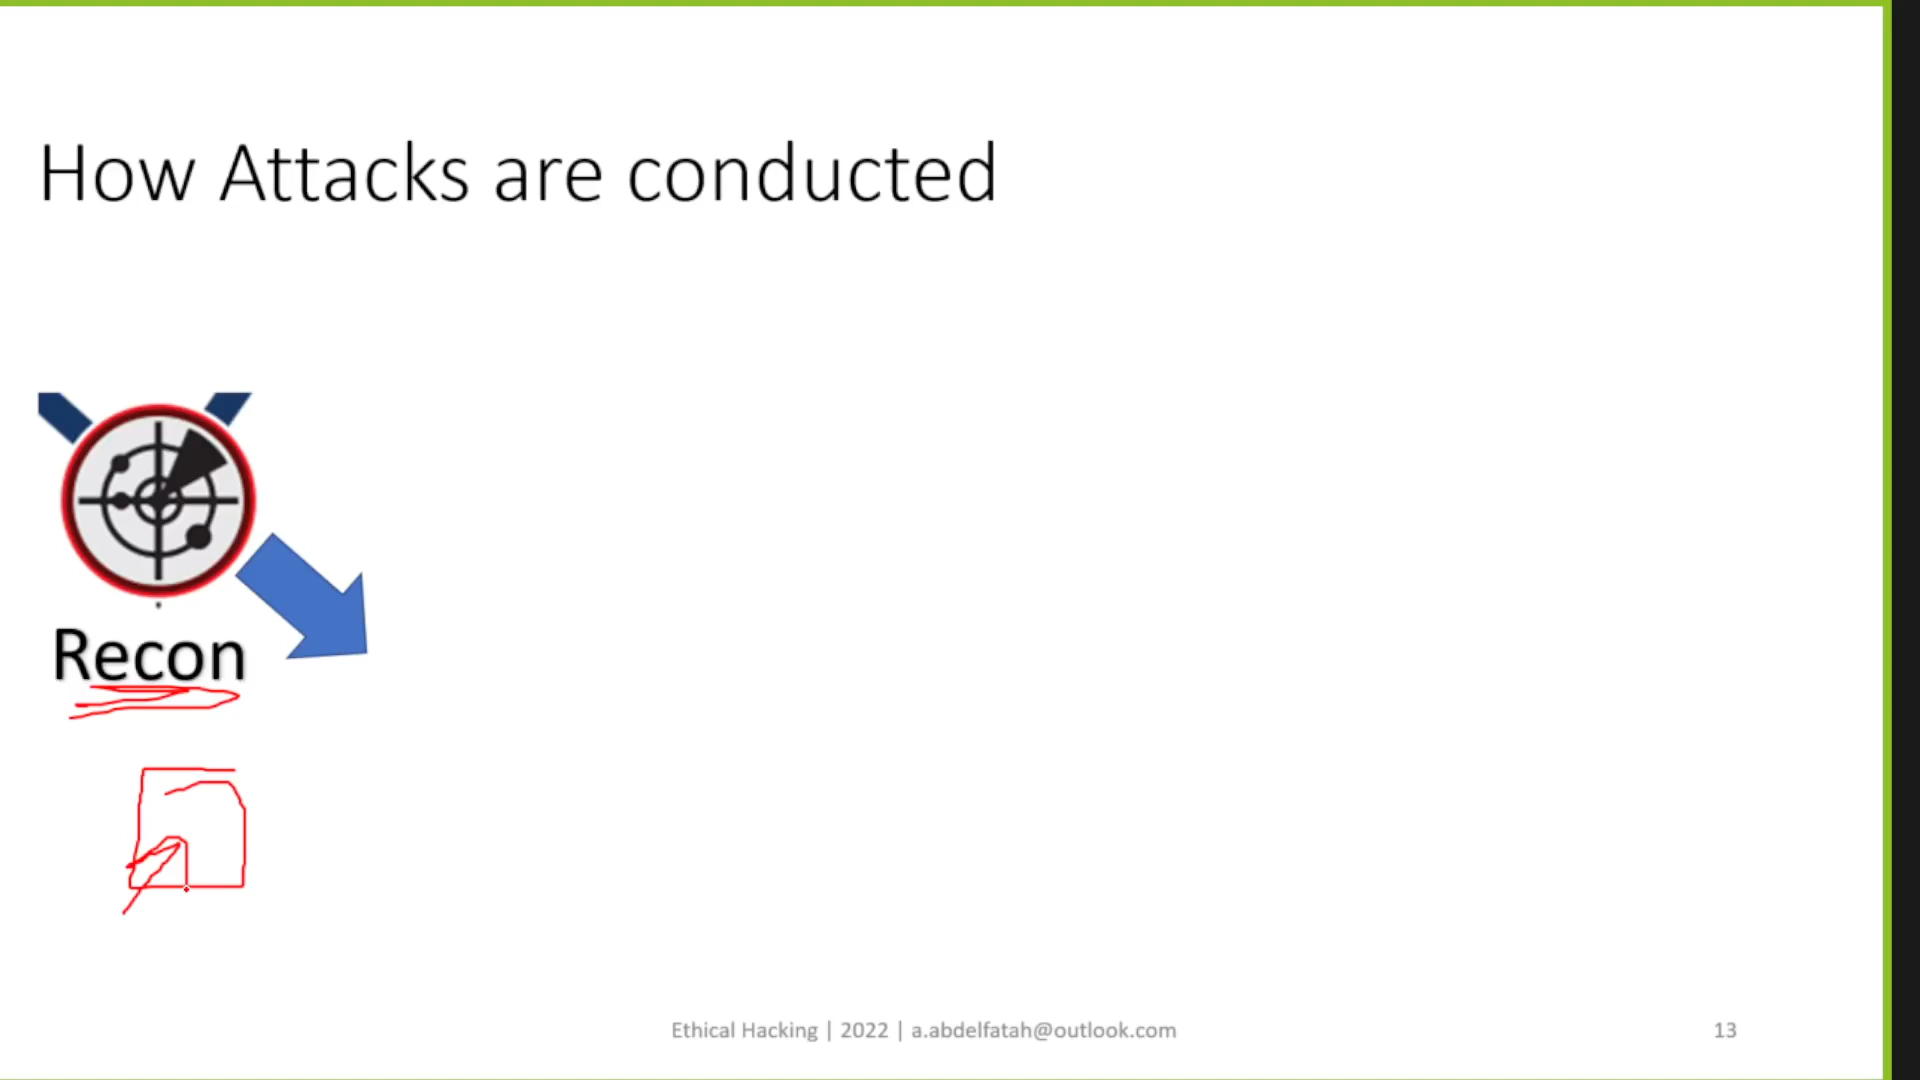 How Attacks are conducted
Recon
Ethical Hacking | 2022 | a.abdelfatah@outlook.com
13